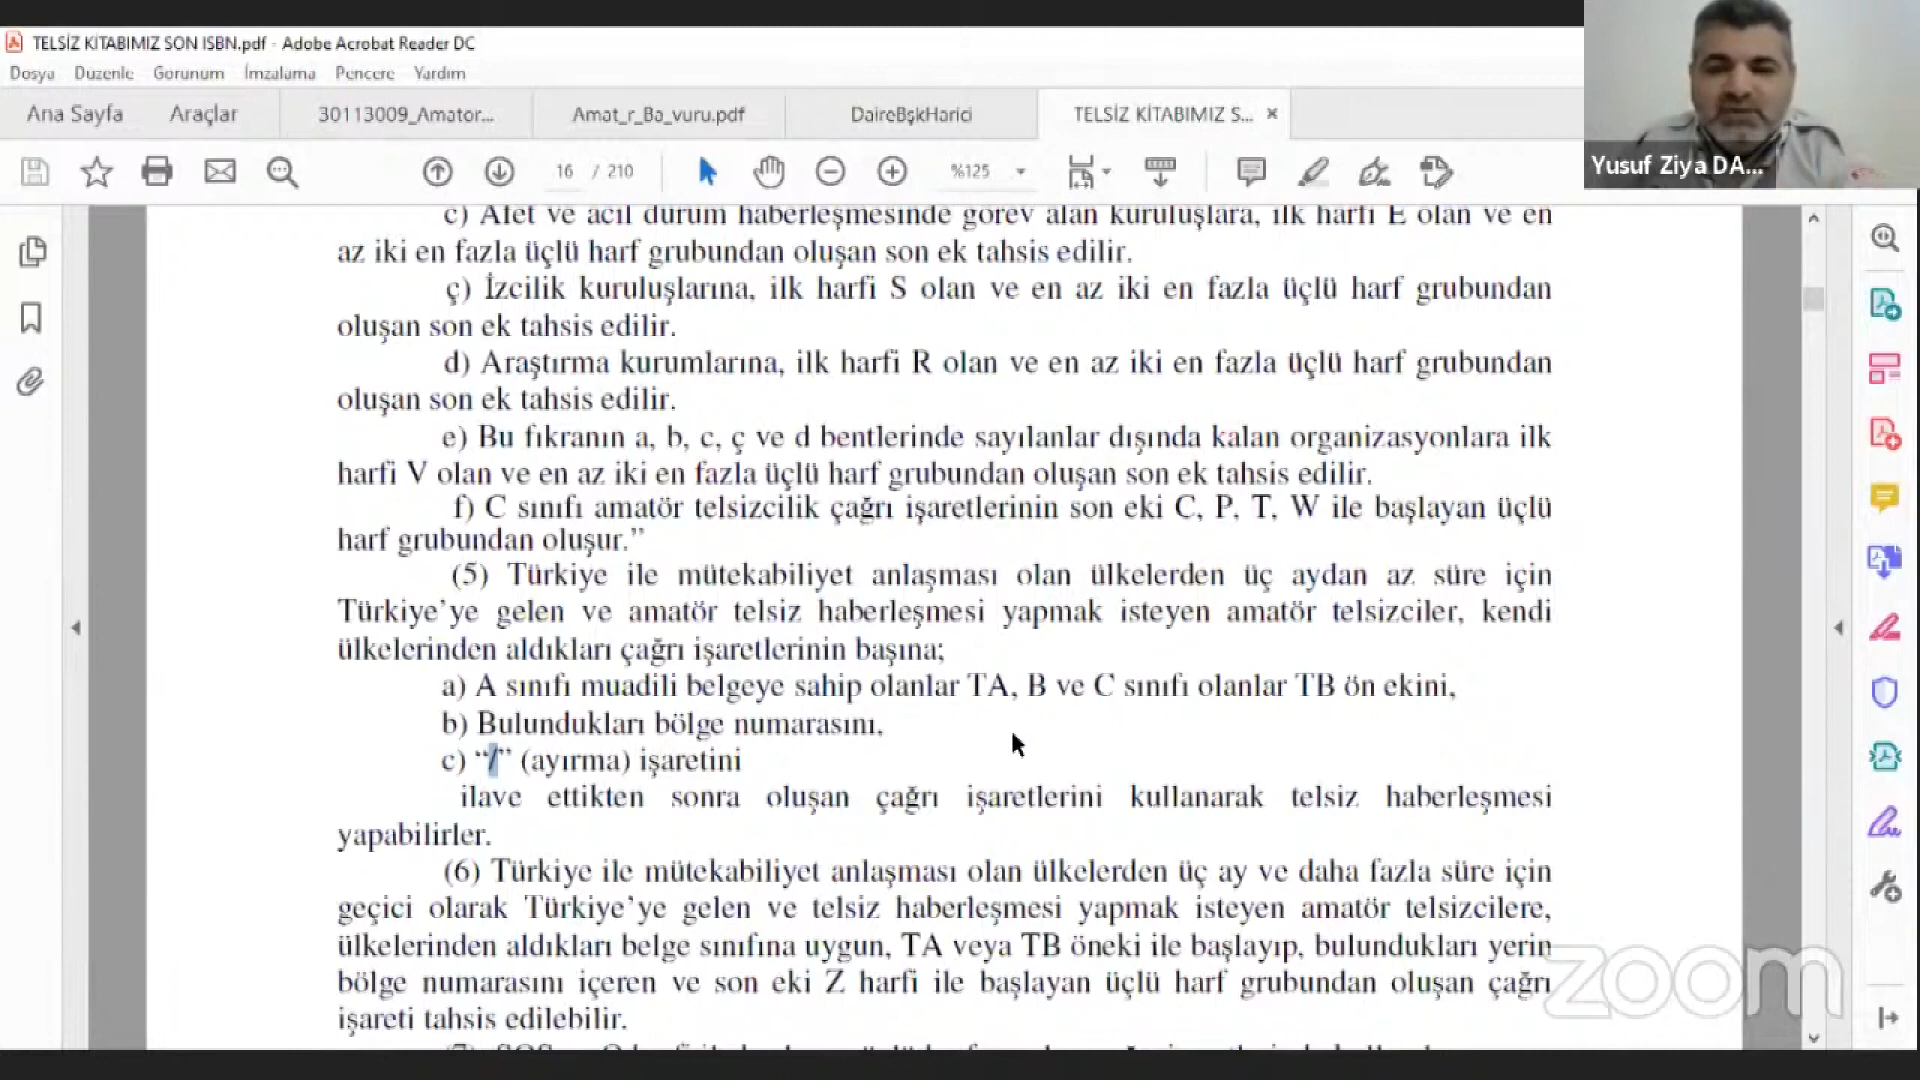 TELSİZ KİTABIMIZ SON ISBN.pdf - Adobe Acrobat Reader DC
Dosya Düzenle Görünüm İmzalama Pencere Yardım
Ana Sayfa Araçlar 30113009_Amator... Amat_r_Ba_vuru.pdf DaireBşkHarici TELSİZ KİTABIMIZ S... ×
16 / 210 %125
Yusuf Ziya DA...
c) Afet ve acil durum haberleşmesinde görev alan kuruluşlara, ilk harfi E olan ve en
az iki en fazla üçlü harf grubundan oluşan son ek tahsis edilir.
ç) İzcilik kuruluşlarına, ilk harfi S olan ve en az iki en fazla üçlü harf grubundan
oluşan son ek tahsis edilir.
d) Araştırma kurumlarına, ilk harfi R olan ve en az iki en fazla üçlü harf grubundan
oluşan son ek tahsis edilir.
e) Bu fıkranın a, b, c, ç ve d bentlerinde sayılanlar dışında kalan organizasyonlara ilk
harfi V olan ve en az iki en fazla üçlü harf grubundan oluşan son ek tahsis edilir.
f) C sınıfı amatör telsizcilik çağrı işaretlerinin son eki C, P, T, W ile başlayan üçlü
harf grubundan oluşur.”
(5) Türkiye ile mütekabiliyet anlaşması olan ülkelerden üç aydan az süre için
Türkiye’ye gelen ve amatör telsiz haberleşmesi yapmak isteyen amatör telsizciler, kendi
ülkelerinden aldıkları çağrı işaretlerinin başına;
a) A sınıfı muadili belgeye sahip olanlar TA, B ve C sınıfı olanlar TB ön ekini,
b) Bulundukları bölge numarasını,
c) “/” (ayırma) işaretini
ilave ettikten sonra oluşan çağrı işaretlerini kullanarak telsiz haberleşmesi
yapabilirler.
(6) Türkiye ile mütekabiliyet anlaşması olan ülkelerden üç ay ve daha fazla süre için
geçici olarak Türkiye’ye gelen ve telsiz haberleşmesi yapmak isteyen amatör telsizcilere,
ülkelerinden aldıkları belge sınıfına uygun, TA veya TB öneki ile başlayıp, bulundukları yerin
bölge numarasını içeren ve son eki Z harfi ile başlayan üçlü harf grubundan oluşan çağrı
işareti tahsis edilebilir.
zoom